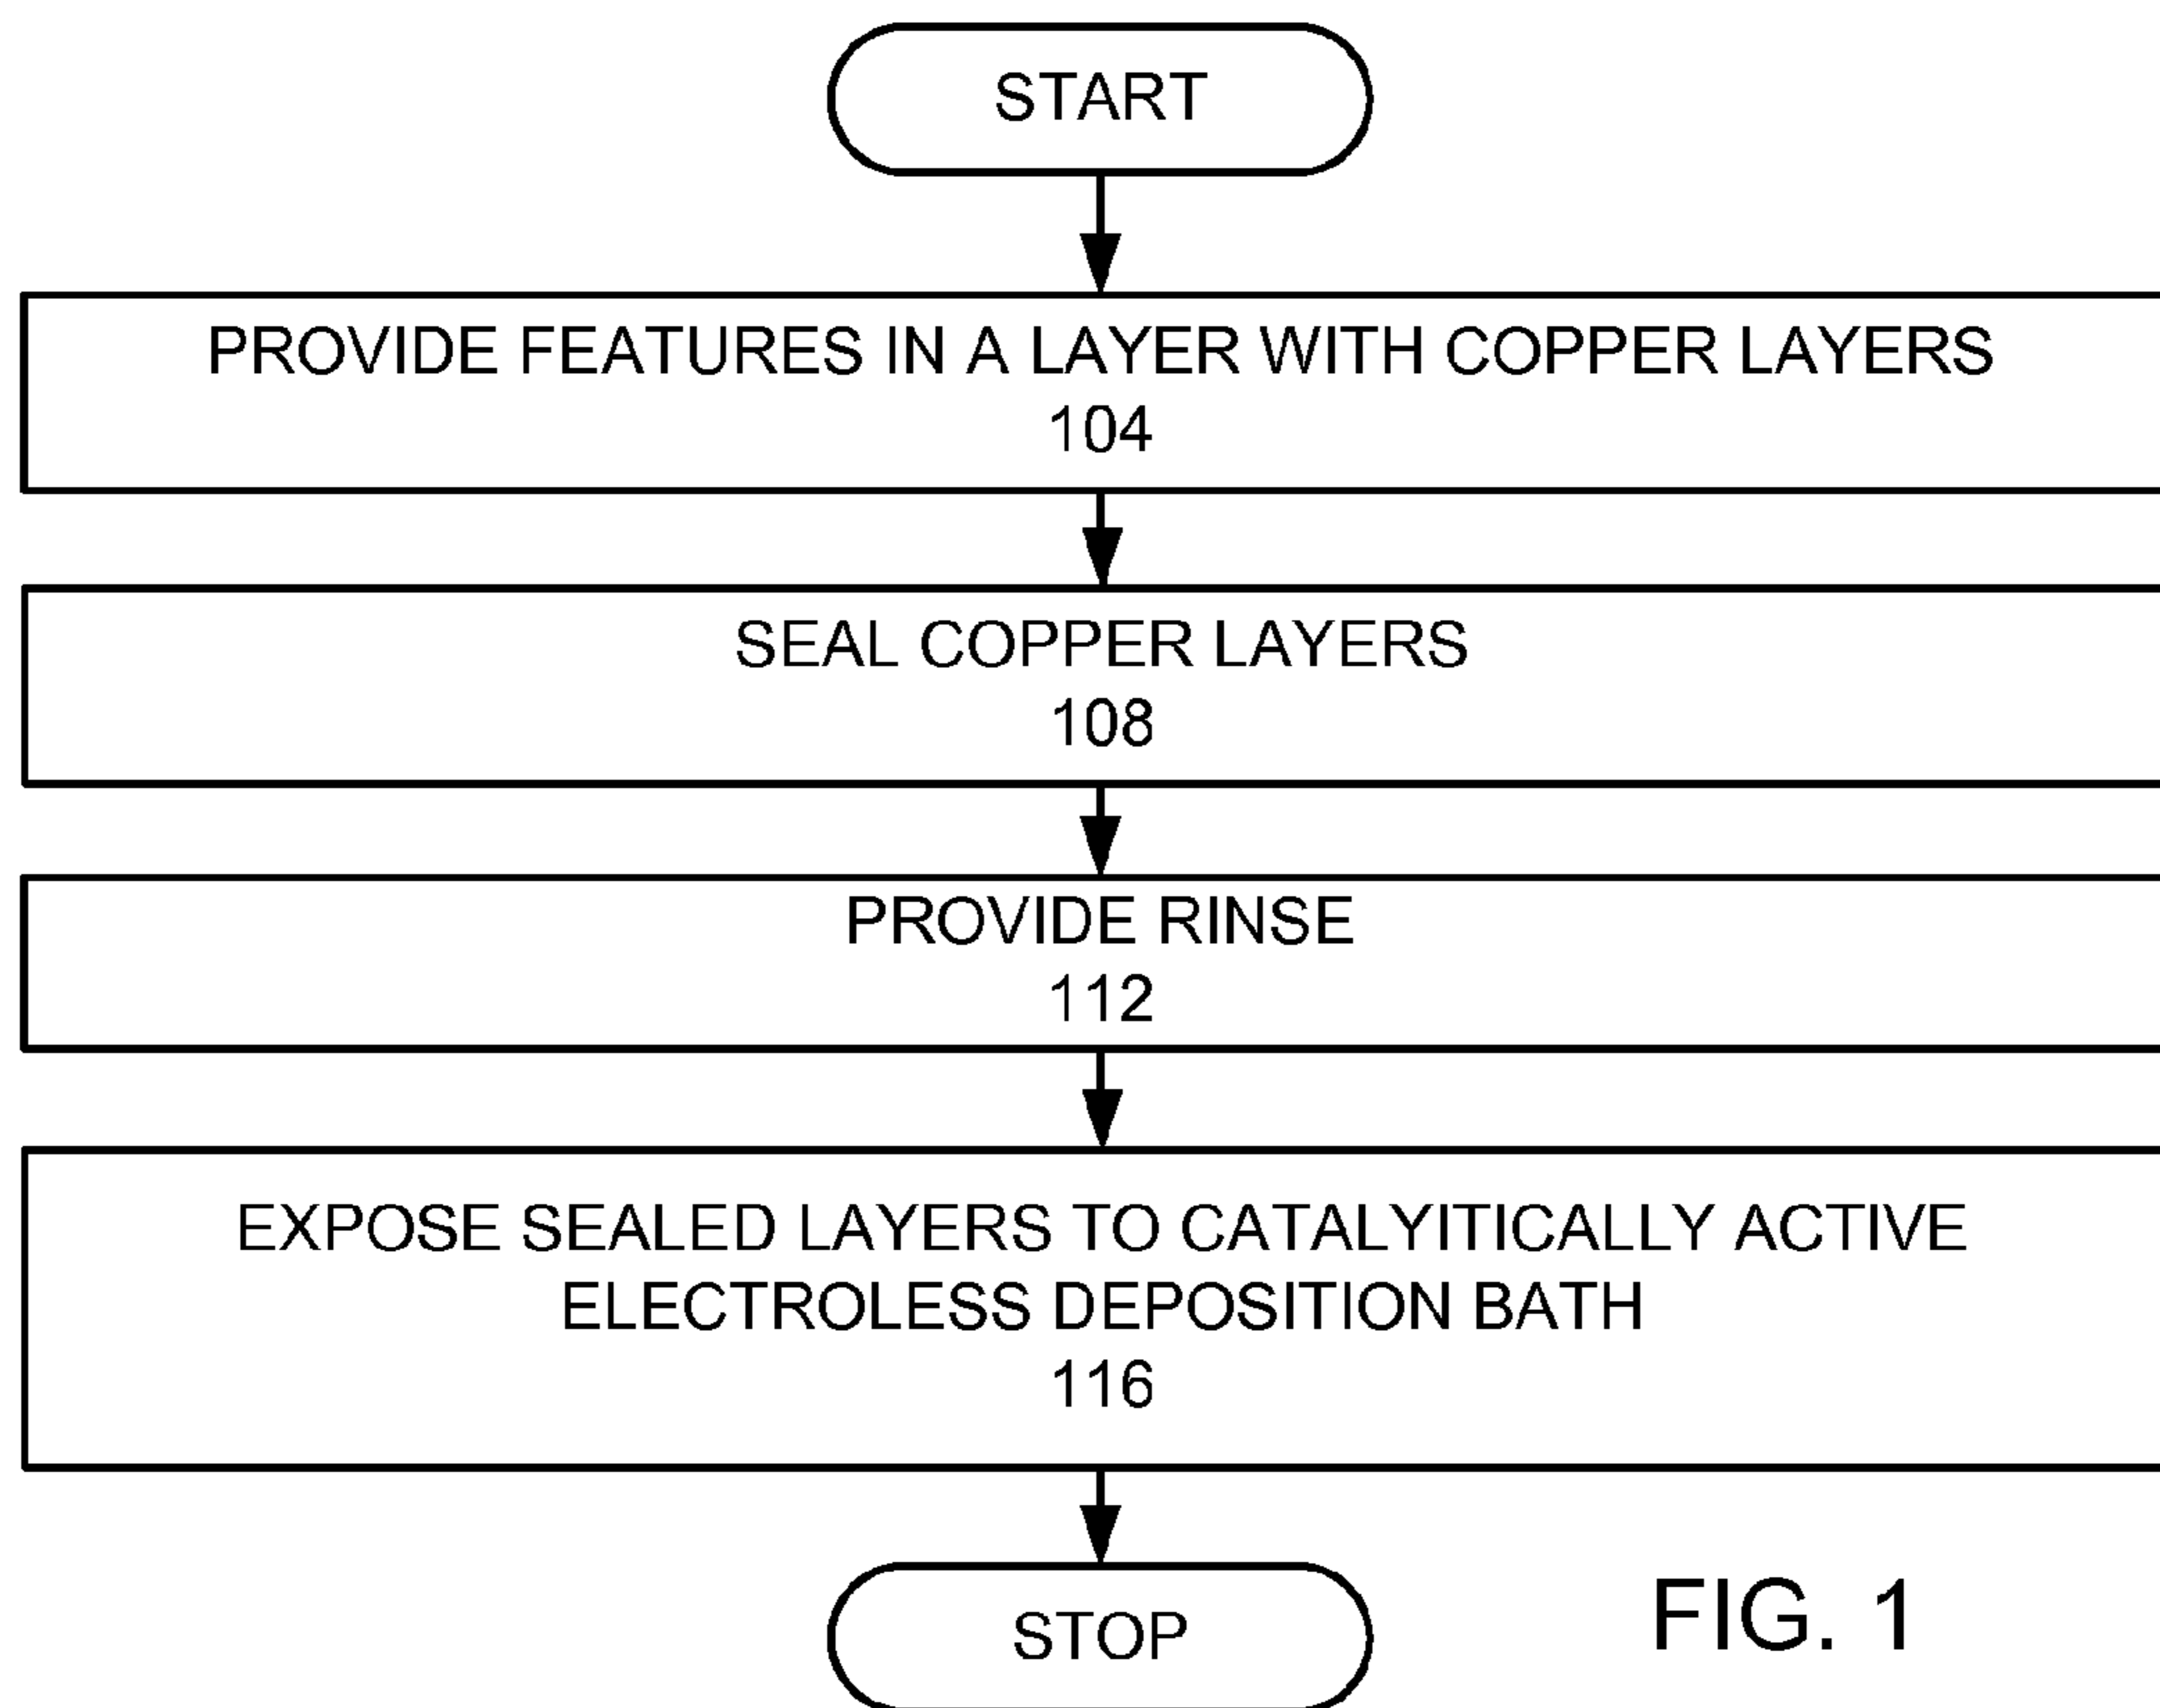 START
PROVIDE FEATURES IN A LAYER WITH COPPER LAYERS
104
SEAL COPPER LAYERS
108
PROVIDE RINSE
112
EXPOSE SEALED LAYERS TO CATALYITICALLY ACTIVE
ELECTROLESS DEPOSITION BATH
116
STOP
FIG. 1